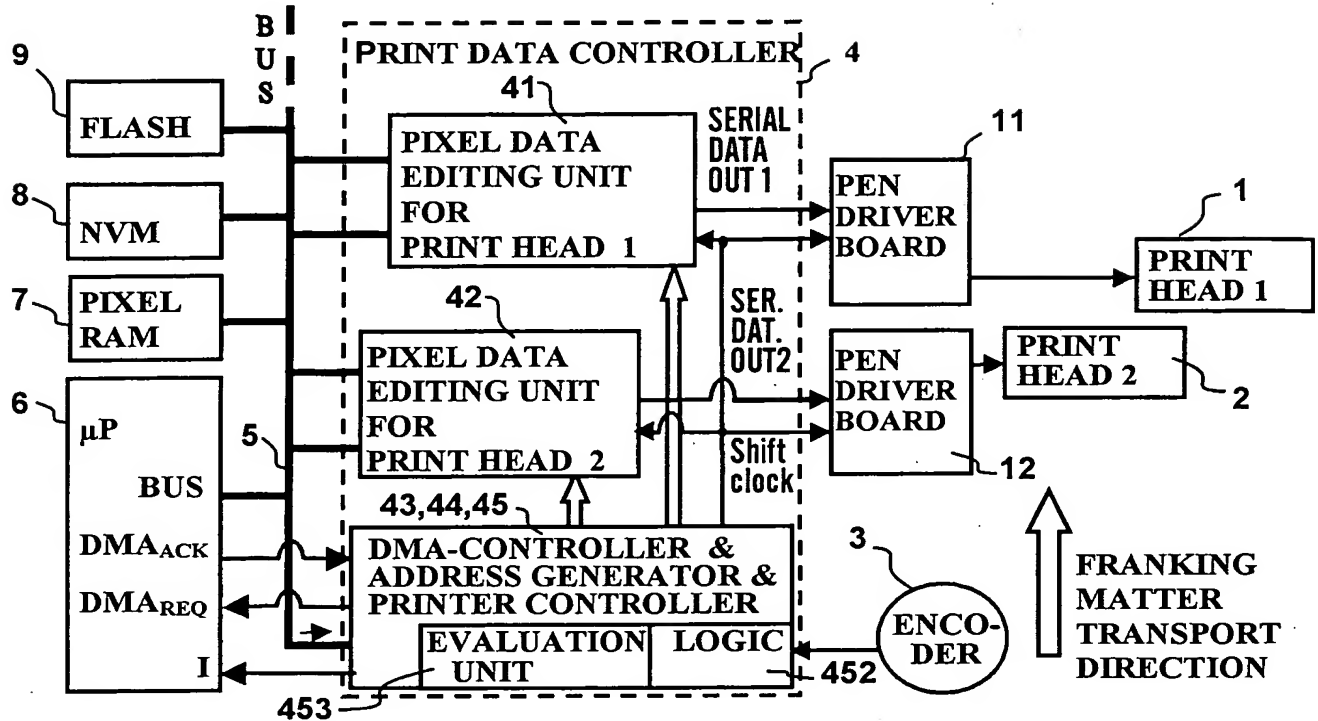 B
U
S
PRINT DATA CONTROLLER
4
9
FLASH
41
PIXEL DATA
EDITING UNIT
FOR
PRINT HEAD 1
SERIAL
DATA
OUT 1
11
PEN
DRIVER
BOARD
1
PRINT
HEAD 1
8
NVM
7
PIXEL
RAM
42
PIXEL DATA
EDITING UNIT
FOR
PRINT HEAD 2
SER.
DAT.
OUT2
PEN
DRIVER
BOARD
12
PRINT
HEAD 2
2
Shift
clock
6
µP
5
BUS
DMAACK
DMAREQ
I
43,44,45
DMA-CONTROLLER &
ADDRESS GENERATOR &
PRINTER CONTROLLER
EVALUATION
UNIT
LOGIC
453
452
3
ENCO-
DER
FRANKING
MATTER
TRANSPORT
DIRECTION